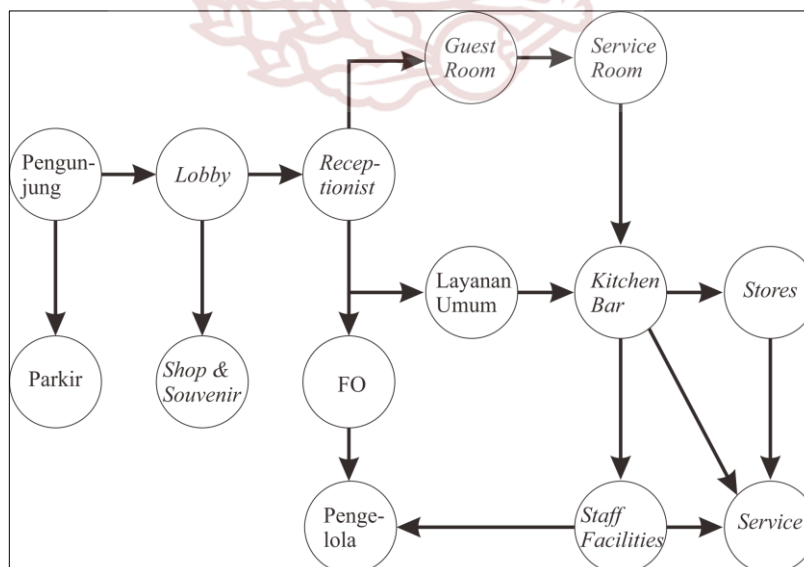 Guest
Room
Service
Room
Pengun-
jung
Lobby
Recep-
tionist
Layanan
Umum
Kitchen
Bar
Stores
Parkir
Shop &
Souvenir
FO
Penge-
lola
Staff
Facilities
Service